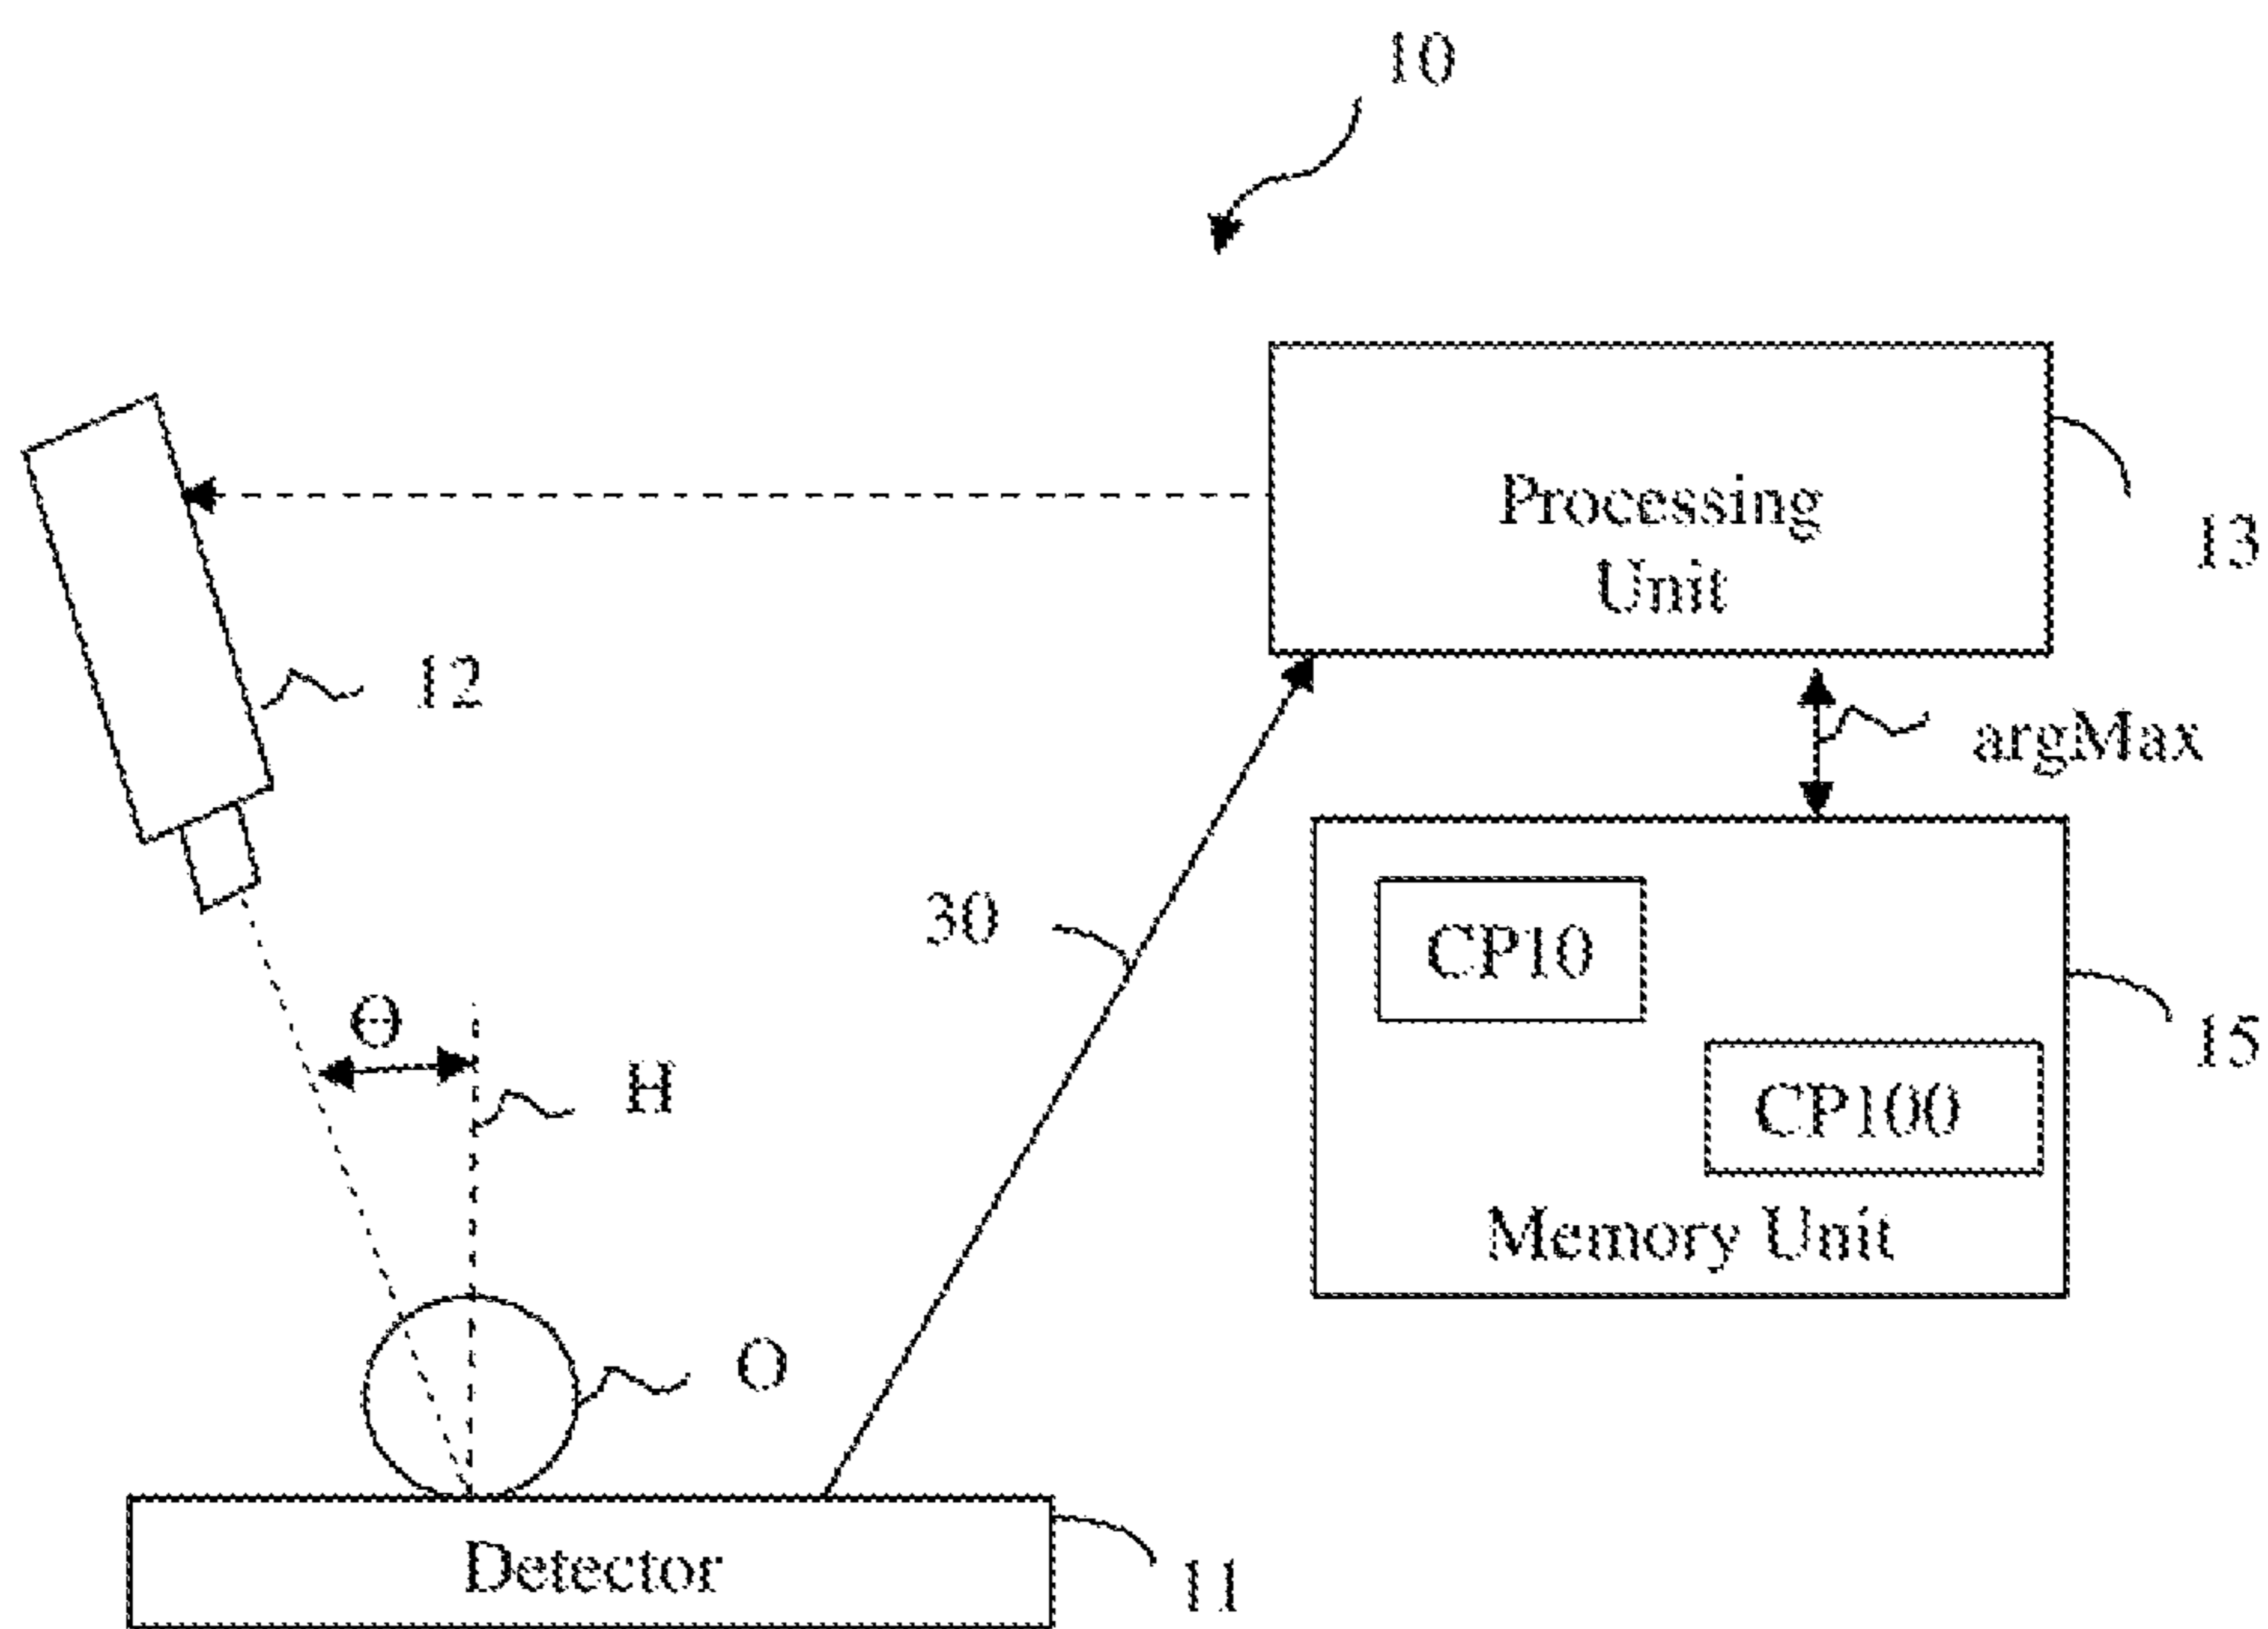 10
Processing
Unit
13
12
argMax
30
CP10
Θ
H
15
CP100
Memory Unit
O
Detector
11